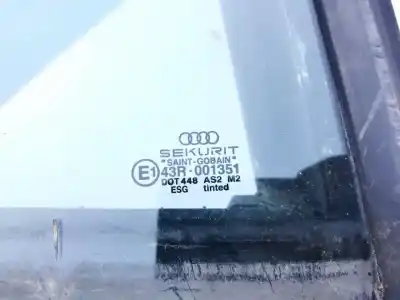 SEKURIT
"SAINT-GOBAIN"
E1 43R-001351
DOT448 AS2 M2
ESG tinted